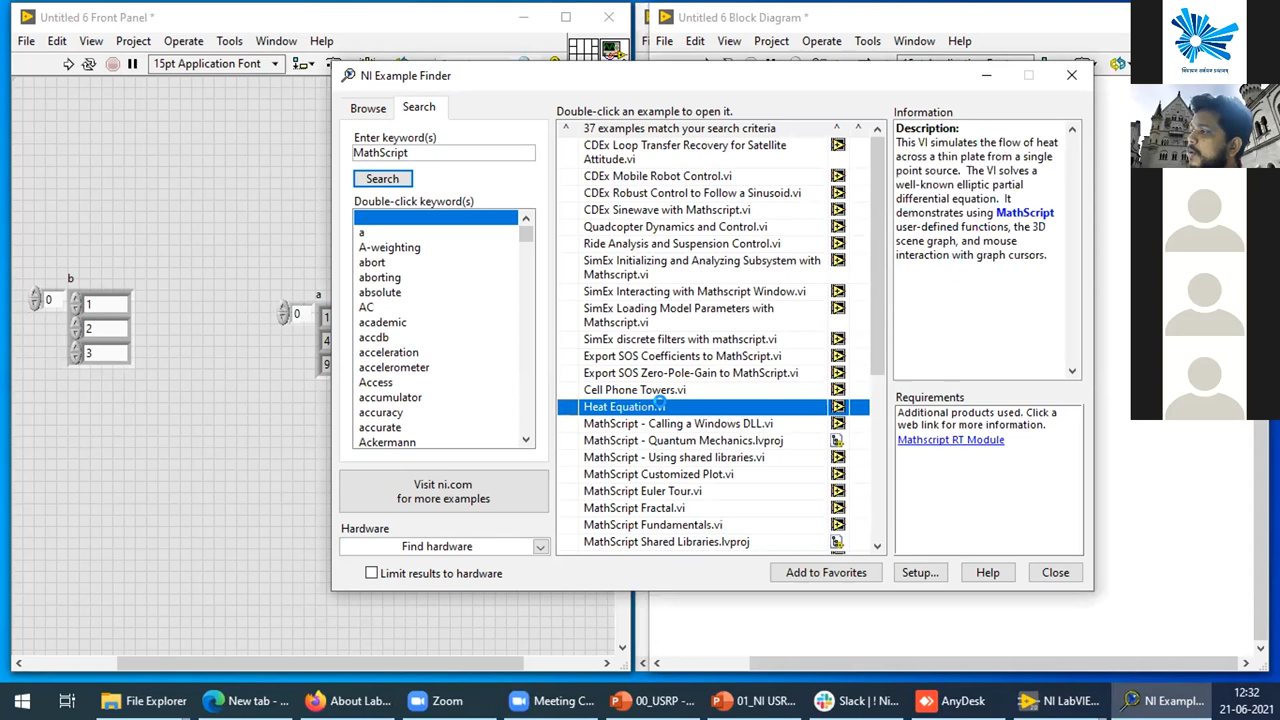 Untitled 6 Front Panel *
File Edit View Project Operate Tools Window Help
15pt Application Font
b
0
1
2
3
a
0
1
4
9
Untitled 6 Block Diagram *
File Edit View Project Operate Tools Window Help
NI Example Finder
Browse
Search
Enter keyword(s)
MathScript
Search
Double-click keyword(s)
a
A-weighting
abort
aborting
absolute
AC
academic
accdb
acceleration
accelerometer
Access
accumulator
accuracy
accurate
Ackermann
Visit ni.com
for more examples
Hardware
Find hardware
Limit results to hardware
Double-click an example to open it.
37 examples match your search criteria
CDEx Loop Transfer Recovery for Satellite
Attitude.vi
CDEx Mobile Robot Control.vi
CDEx Robust Control to Follow a Sinusoid.vi
CDEx Sinewave with Mathscript.vi
Quadcopter Dynamics and Control.vi
Ride Analysis and Suspension Control.vi
SimEx Initializing and Analyzing Subsystem with
Mathscript.vi
SimEx Interacting with Mathscript Window.vi
SimEx Loading Model Parameters with
Mathscript.vi
SimEx discrete filters with mathscript.vi
Export SOS Coefficients to MathScript.vi
Export SOS Zero-Pole-Gain to MathScript.vi
Cell Phone Towers.vi
Heat Equation.vi
MathScript - Calling a Windows DLL.vi
MathScript - Quantum Mechanics.lvproj
MathScript - Using shared libraries.vi
MathScript Customized Plot.vi
MathScript Euler Tour.vi
MathScript Fractal.vi
MathScript Fundamentals.vi
MathScript Shared Libraries.lvproj
Information
Description:
This VI simulates the flow of heat
across a thin plate from a single
point source. The VI solves a
well-known elliptic partial
differential equation. It
demonstrates using MathScript
user-defined functions, the 3D
scene graph, and mouse
interaction with graph cursors.
Requirements
Additional products used. Click a
web link for more information.
Mathscript RT Module
Add to Favorites
Setup...
Help
Close
File Explorer
New tab - ...
About Lab...
Zoom
Meeting C...
00_USRP -...
01_NI USR...
Slack | ! Ni...
AnyDesk
NI LabVIE...
NI Exampl...
12:32
21-06-2021